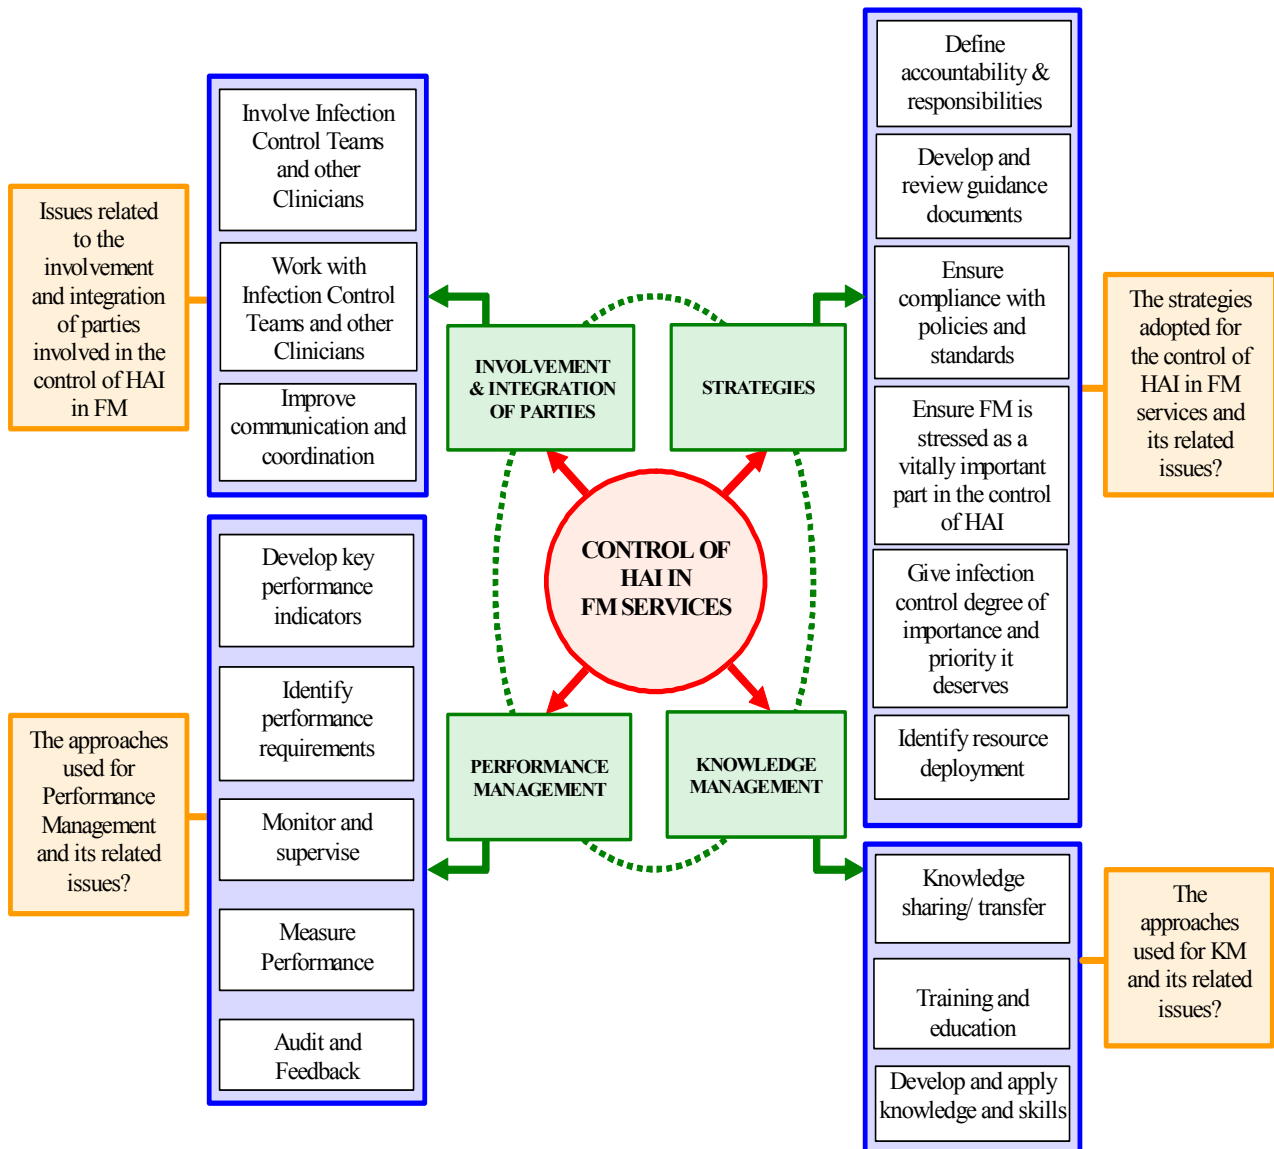 Issues related
to the
involvement
and integration
of parties
involved in the
control of HAI
in FM
Involve Infection
Control Teams
and other
Clinicians
Work with
Infection Control
Teams and other
Clinicians
Improve
communication and
coordination
INVOLVEMENT
& INTEGRATION
OF PARTIES
STRATEGIES
Define
accountability &
responsibilities
Develop and
review guidance
documents
Ensure
compliance with
policies and
standards
Ensure FM is
stressed as a
vitally important
part in the control
of HAI
Give infection
control degree of
importance and
priority it
deserves
Identify resource
deployment
The strategies
adopted for
the control of
HAI in FM
services and
its related
issues?
CONTROL OF
HAI IN
FM SERVICES
The approaches
used for
Performance
Management
and its related
issues?
Develop key
performance
indicators
Identify
performance
requirements
Monitor and
supervise
Measure
Performance
Audit and
Feedback
PERFORMANCE
MANAGEMENT
KNOWLEDGE
MANAGEMENT
Knowledge
sharing/ transfer
Training and
education
Develop and apply
knowledge and skills
The
approaches
used for KM
and its related
issues?